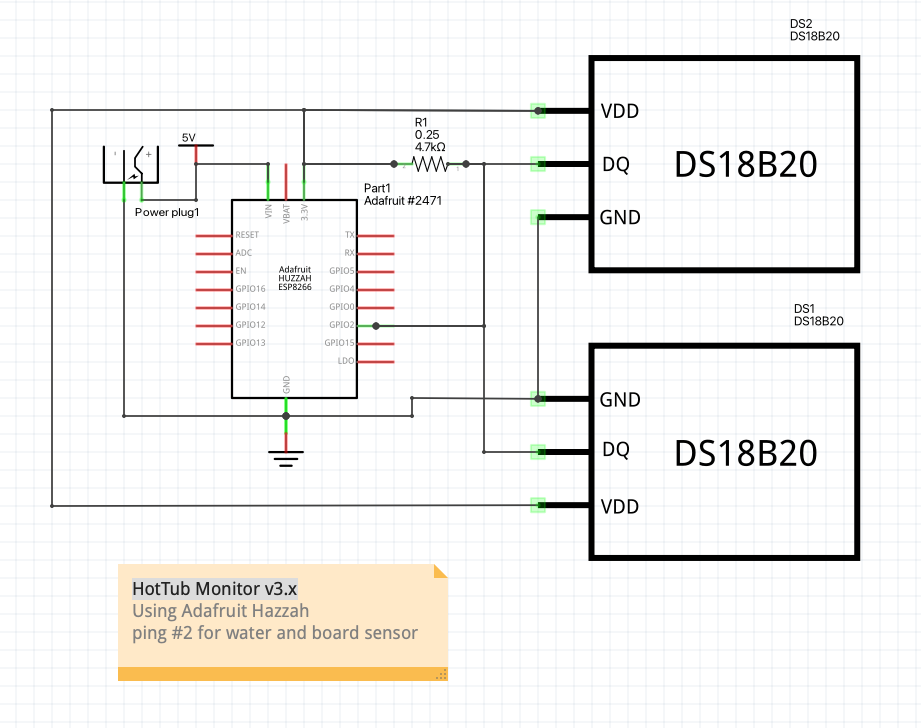 DS2
DS18B20
VDD
DQ
GND
DS18B20
R1
0.25
4.7kΩ
2
1
5V
-
+
Power plug1
Part1
Adafruit #2471
VIN
VBAT
3.3V
RESET
ADC
EN
GPIO16
GPIO14
GPIO12
GPIO13
Adafruit
HUZZAH
ESP8266
TX
RX
GPIO5
GPIO4
GPIO0
GPIO2
GPIO15
LDO
GND
DS1
DS18B20
GND
DQ
VDD
DS18B20
HotTub Monitor v3.x
Using Adafruit Hazzah
ping #2 for water and board sensor